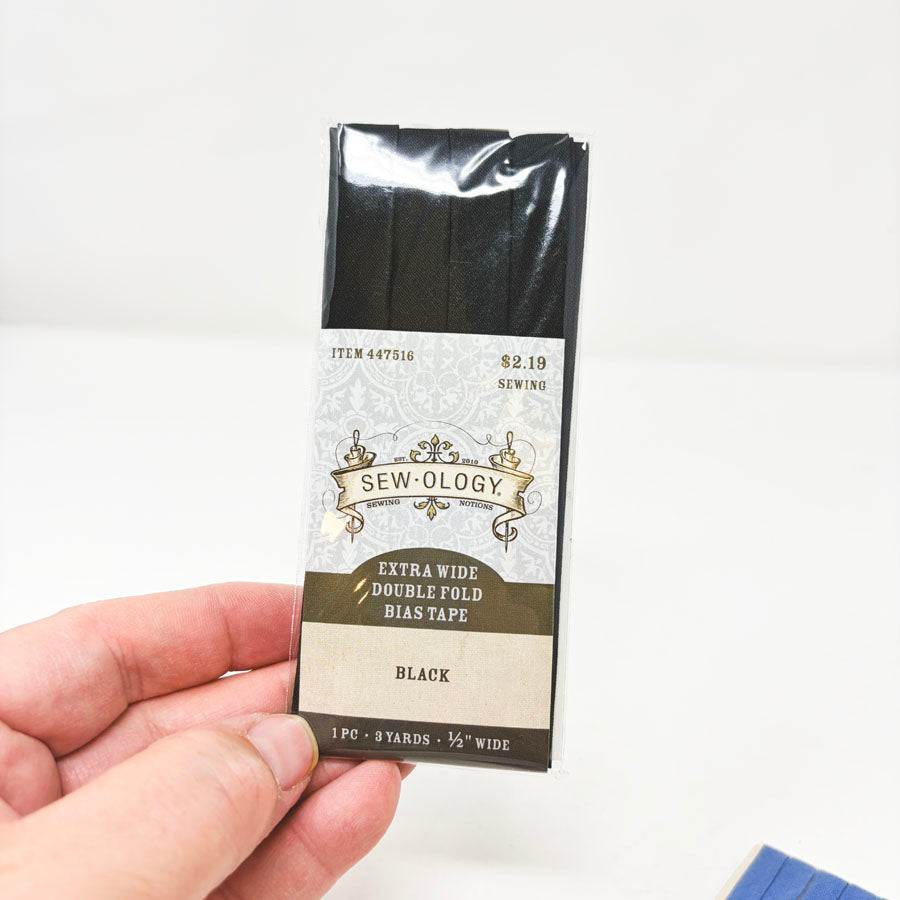 ITEM 447516
$2.19
SEWING
EST. 2010
SEW·OLOGY®
SEWING NOTIONS
EXTRA WIDE
DOUBLE FOLD
BIAS TAPE
BLACK
1 PC · 3 YARDS · ½" WIDE